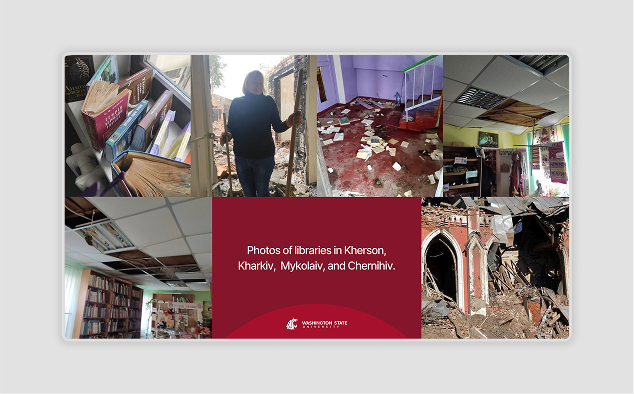 Photos of libraries in Kherson,
Kharkiv, Mykolaiv, and Chernihiv.
WASHINGTON STATE
UNIVERSITY